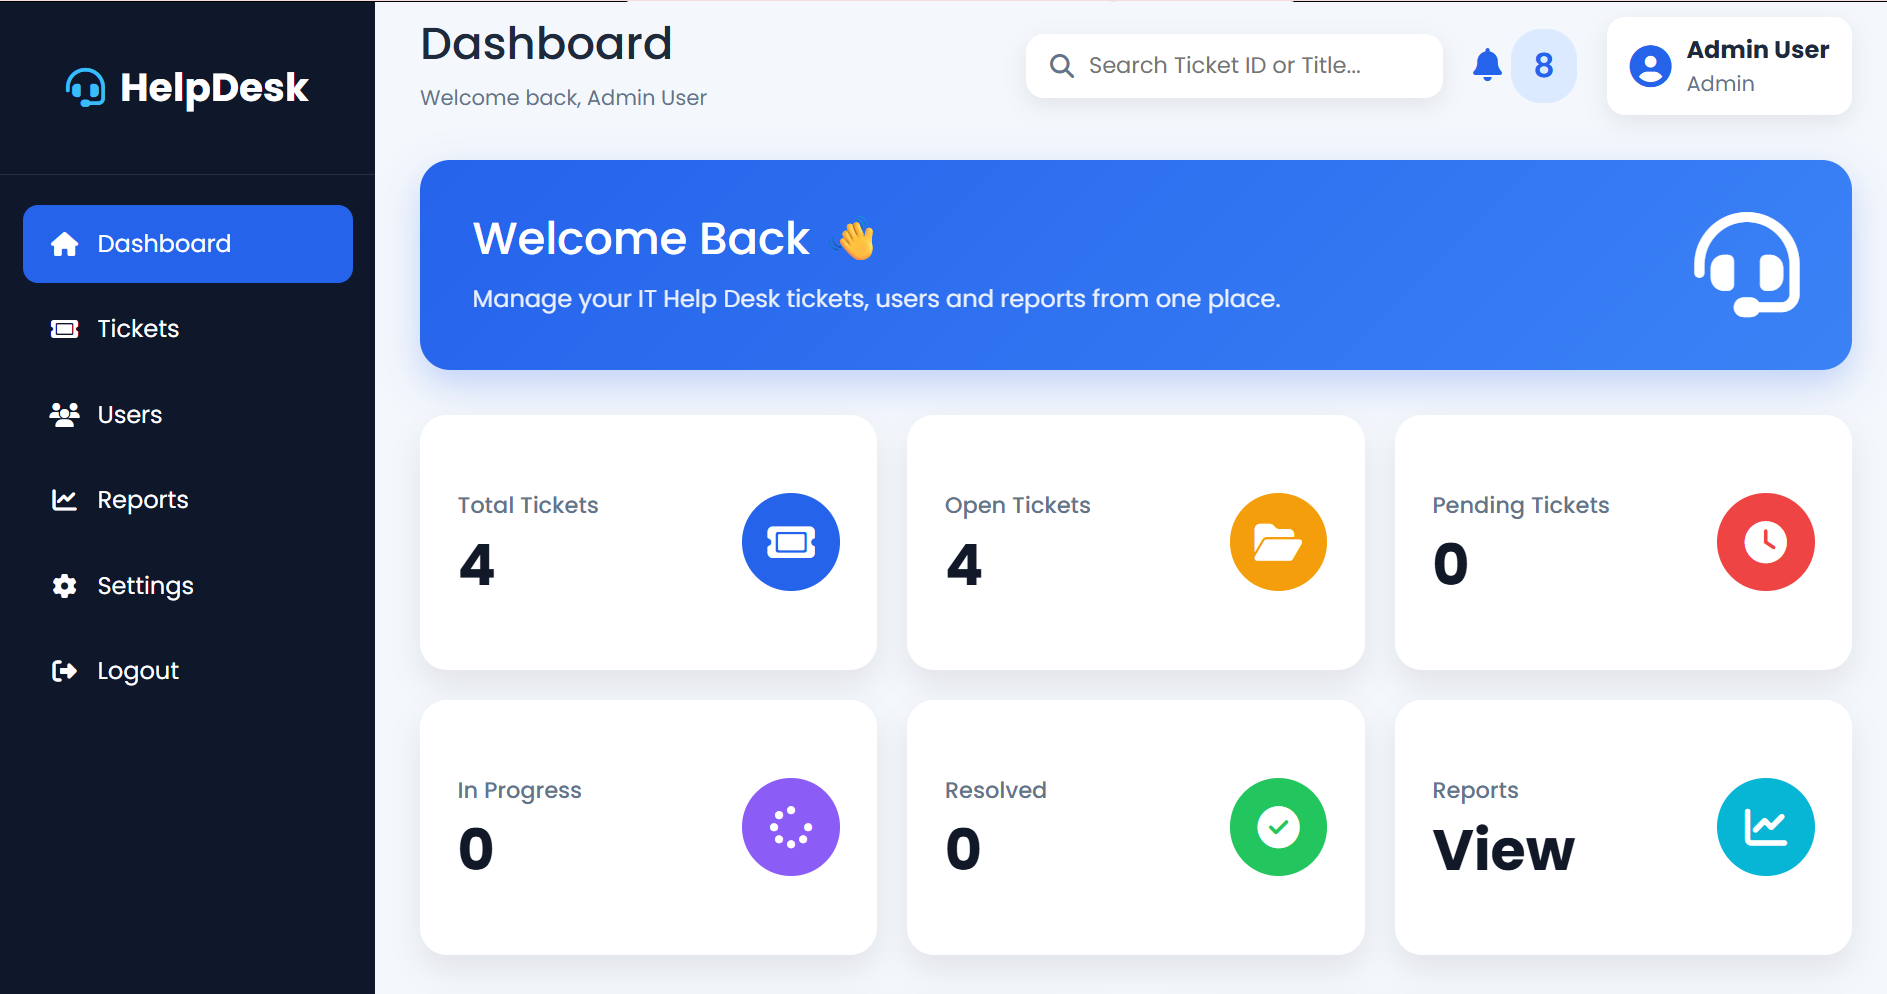 HelpDesk
Dashboard
Tickets
Users
Reports
Settings
Logout
Dashboard
Welcome back, Admin User
Search Ticket ID or Title...
8
Admin User
Admin
Welcome Back 👋
Manage your IT Help Desk tickets, users and reports from one place.
Total Tickets
4
Open Tickets
4
Pending Tickets
0
In Progress
0
Resolved
0
Reports
View